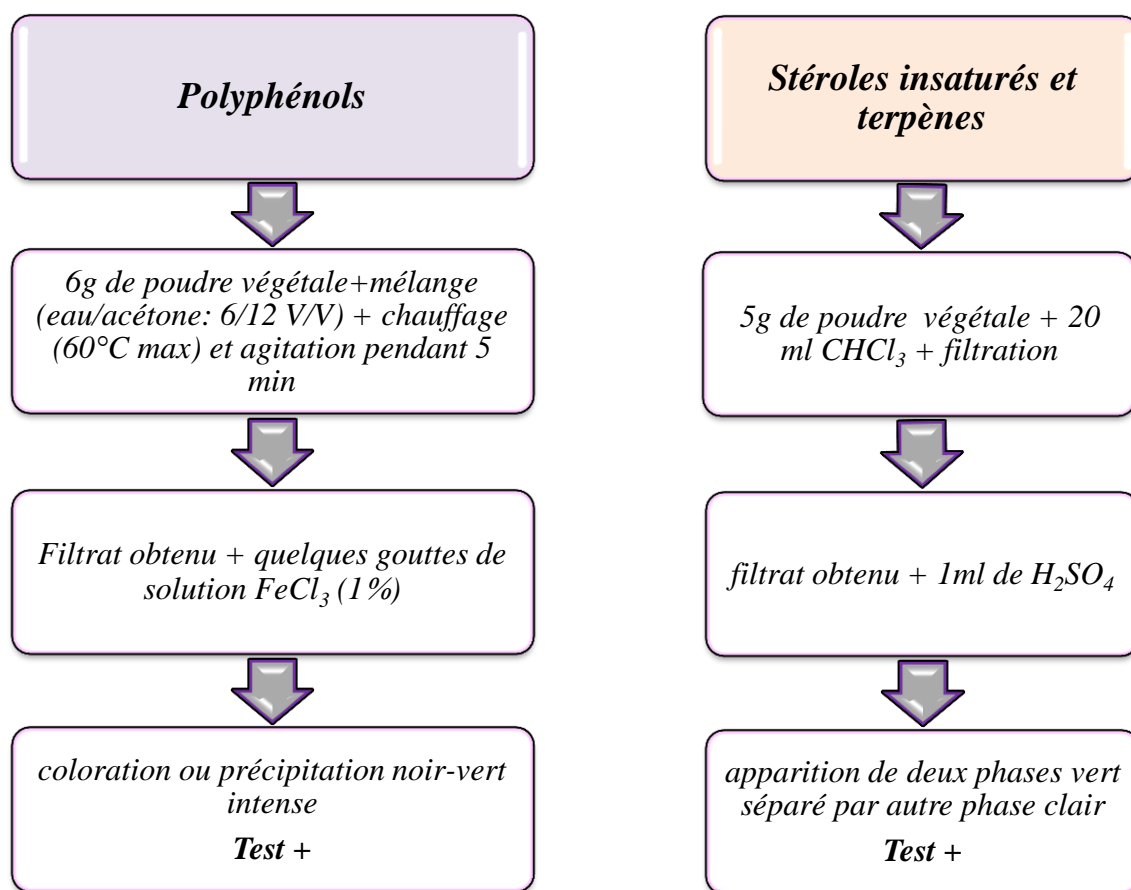 Polyphénols
6g de poudre végétale+mélange
(eau/acétone: 6/12 V/V) + chauffage
(60°C max) et agitation pendant 5
min
Filtrat obtenu + quelques gouttes de
solution FeCl₃ (1%)
coloration ou précipitation noir-vert
intense
Test +
Stéroles insaturés et
terpènes
5g de poudre végétale + 20
ml CHCl₃ + filtration
filtrat obtenu + 1ml de H₂SO₄
apparition de deux phases vert
séparé par autre phase clair
Test +